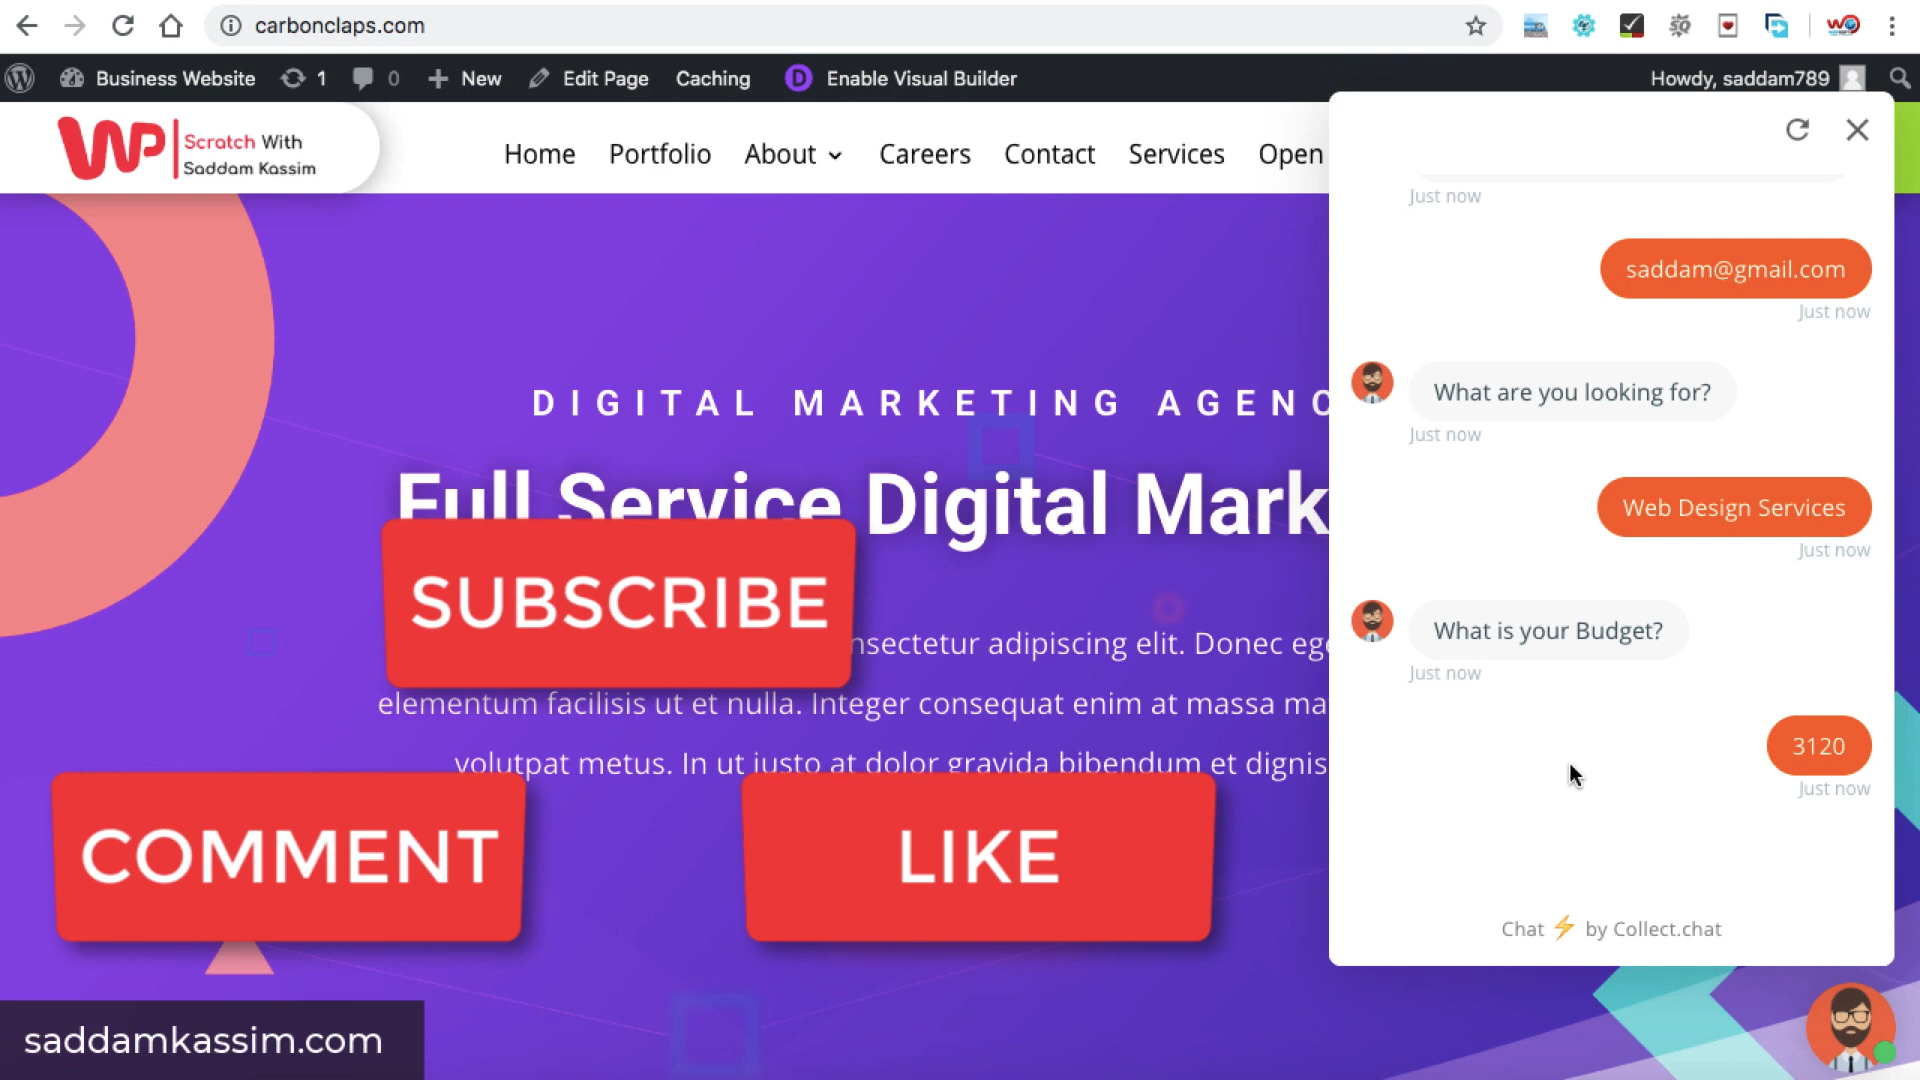 carbonclaps.com
Business Website 1 0 New Edit Page Caching D Enable Visual Builder Howdy, saddam789
WP Scratch With
Saddam Kassim
Home Portfolio About Careers Contact Services Open
DIGITAL MARKETING AGENC
Full Service Digital Mark
SUBSCRIBE
nsectetur adipiscing elit. Donec ege
elementum facilisis ut et nulla. Integer consequat enim at massa ma
volutpat metus. In ut justo at dolor gravida bibendum et dignis
COMMENT
LIKE
saddamkassim.com
Just now
saddam@gmail.com
Just now
What are you looking for?
Just now
Web Design Services
Just now
What is your Budget?
Just now
3120
Just now
Chat ⚡ by Collect.chat